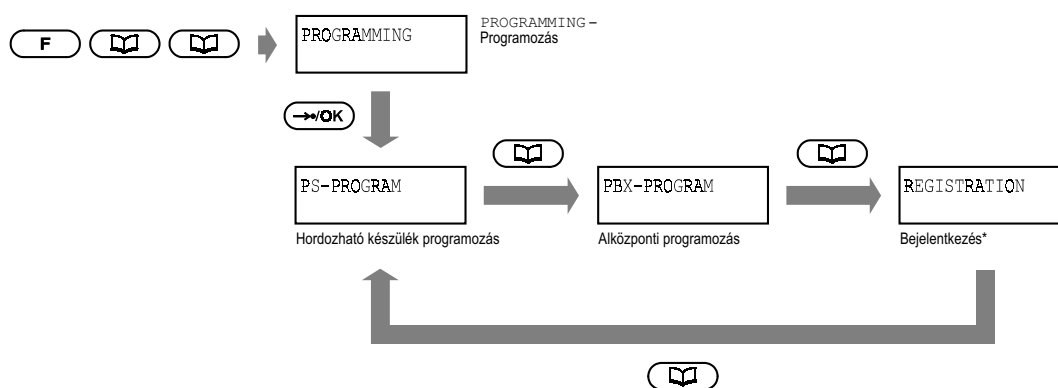 F
PROGRAMMING
PROGRAMMING –
Programozás
/OK
PS-PROGRAM
PBX-PROGRAM
REGISTRATION
Hordozható készülék programozás
Alközponti programozás
Bejelentkezés*